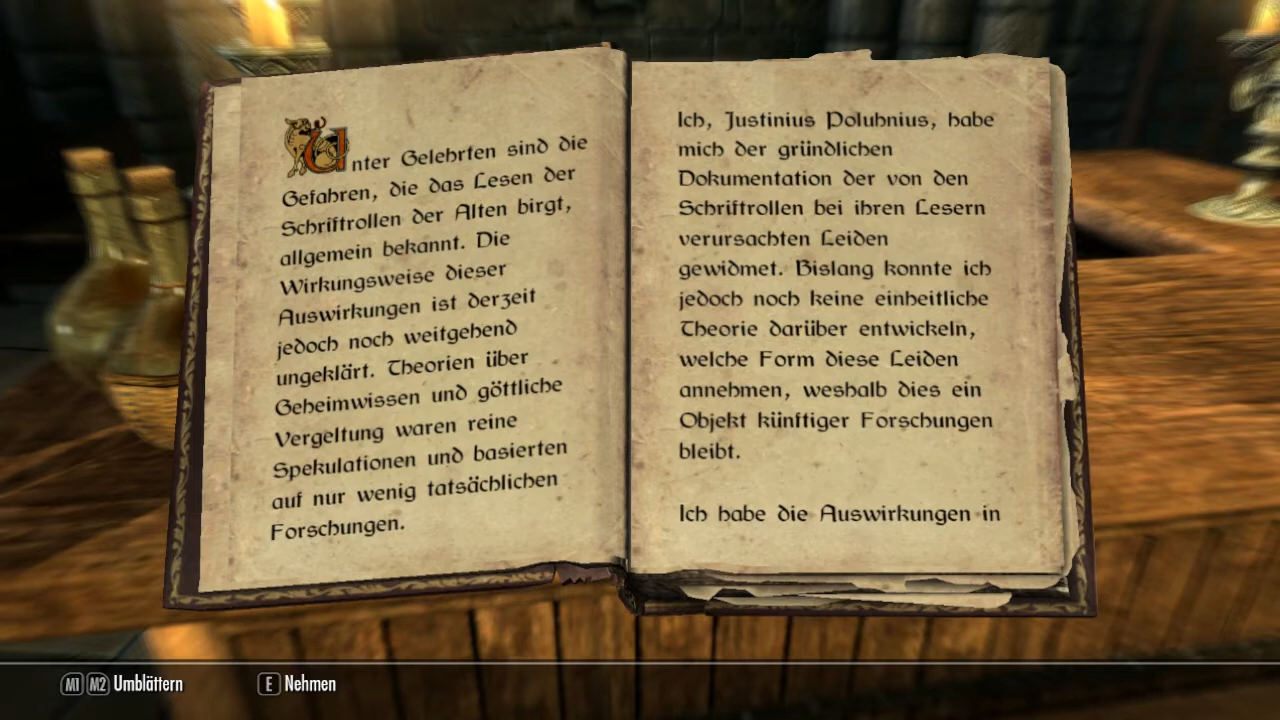 Unter Gelehrten sind die
Gefahren, die das Lesen der
Schriftrollen der Alten birgt,
allgemein bekannt. Die
Wirkungsweise dieser
Auswirkungen ist derzeit
jedoch noch weitgehend
ungeklärt. Theorien über
Geheimwissen und göttliche
Vergeltung waren reine
Spekulationen und basierten
auf nur wenig tatsächlichen
Forschungen.
Ich, Justinius Poluhnius, habe
mich der gründlichen
Dokumentation der von den
Schriftrollen bei ihren Lesern
verursachten Leiden
gewidmet. Bislang konnte ich
jedoch noch keine einheitliche
Theorie darüber entwickeln,
welche Form diese Leiden
annehmen, weshalb dies ein
Objekt künftiger Forschungen
bleibt.
Ich habe die Auswirkungen in
M1 M2 Umblättern E Nehmen